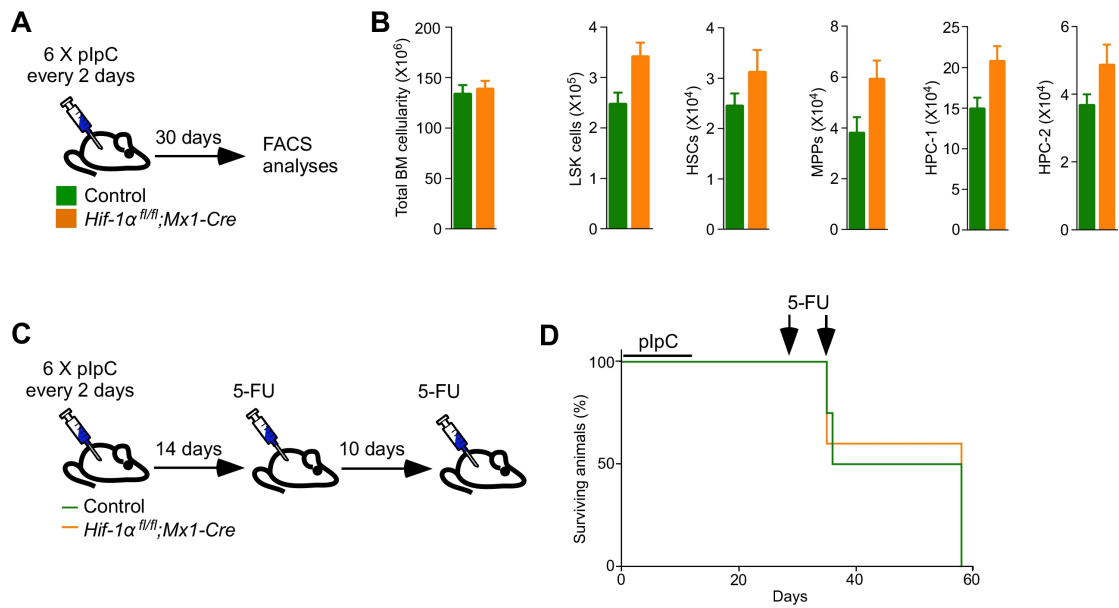 A
6 X pIpC
every 2 days
30 days
FACS
analyses
Control
Hif-1α fl/fl;Mx1-Cre
B
Total BM cellularity (X10⁶)
200
150
100
50
0
LSK cells (X10⁵)
4
3
2
1
0
HSCs (X10⁴)
4
3
2
1
0
MPPs (X10⁴)
8
6
4
2
0
HPC-1 (X10⁴)
25
20
15
10
5
0
HPC-2 (X10⁴)
6
4
2
0
C
6 X pIpC
every 2 days
14 days
5-FU
10 days
5-FU
Control
Hif-1α fl/fl;Mx1-Cre
D
5-FU
pIpC
Surviving animals (%)
100
50
0
0
20
40
60
Days